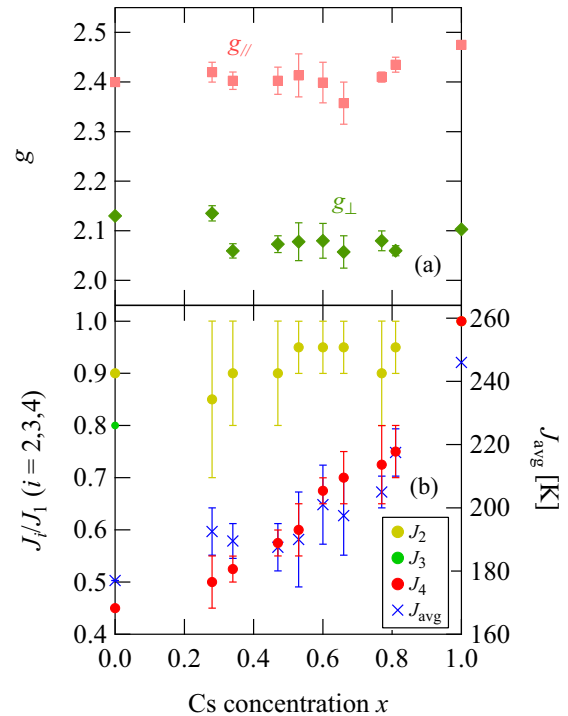 2.5
2.4
2.3
2.2
2.1
2.0
g
g//
g⊥
(a)
1.0
0.9
0.8
0.7
0.6
0.5
0.4
Ji/J1 (i = 2,3,4)
260
240
220
200
180
160
Javg [K]
(b)
J2
J3
J4
Javg
0.0 0.2 0.4 0.6 0.8 1.0
Cs concentration x